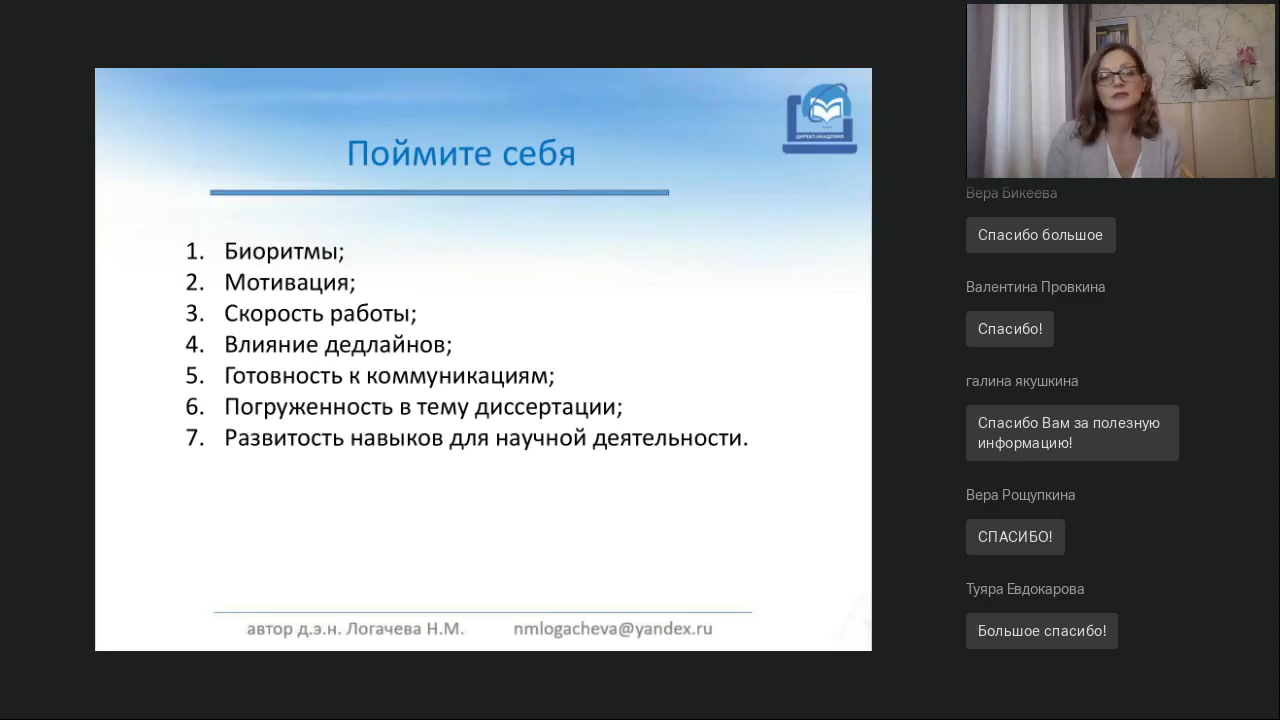 Поймите себя
ДИРЕКТ-АКАДЕМИЯ
1. Биоритмы;
2. Мотивация;
3. Скорость работы;
4. Влияние дедлайнов;
5. Готовность к коммуникациям;
6. Погруженность в тему диссертации;
7. Развитость навыков для научной деятельности.
автор д.э.н. Логачева Н.М. nmlogacheva@yandex.ru
Вера Бикеева
Спасибо большое
Валентина Провкина
Спасибо!
галина якушкина
Спасибо Вам за полезную
информацию!
Вера Рощупкина
СПАСИБО!
Туяра Евдокарова
Большое спасибо!